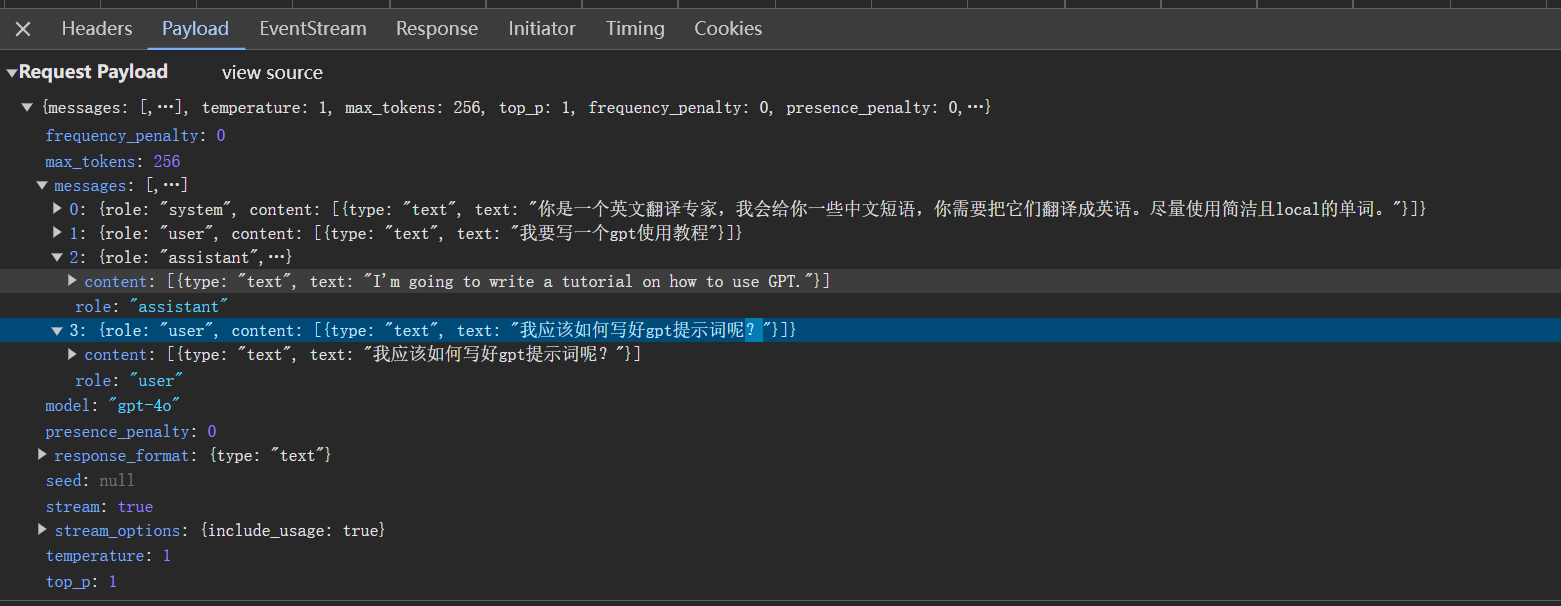 Headers Payload EventStream Response Initiator Timing Cookies
Request Payload view source
{messages: [,…], temperature: 1, max_tokens: 256, top_p: 1, frequency_penalty: 0, presence_penalty: 0,…}
frequency_penalty: 0
max_tokens: 256
messages: [,…]
0: {role: "system", content: [{type: "text", text: "你是一个英文翻译专家，我会给你一些中文短语，你需要把它们翻译成英语。尽量使用简洁且local的单词。"}]}
1: {role: "user", content: [{type: "text", text: "我要写一个gpt使用教程"}]}
2: {role: "assistant",…}
content: [{type: "text", text: "I'm going to write a tutorial on how to use GPT."}]
role: "assistant"
3: {role: "user", content: [{type: "text", text: "我应该如何写好gpt提示词呢？"}]}
content: [{type: "text", text: "我应该如何写好gpt提示词呢？"}]
role: "user"
model: "gpt-4o"
presence_penalty: 0
response_format: {type: "text"}
seed: null
stream: true
stream_options: {include_usage: true}
temperature: 1
top_p: 1